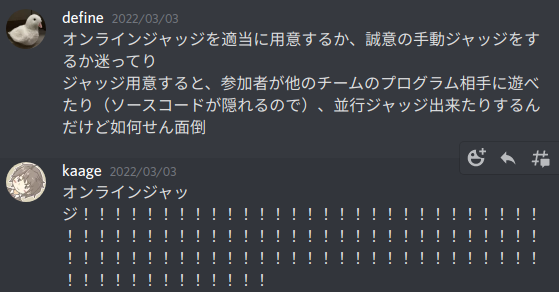 define 2022/03/03
オンラインジャッジを適当に用意するか、誠意の手動ジャッジをす
るか迷ってり
ジャッジ用意すると、参加者が他のチームのプログラム相手に遊べ
たり（ソースコードが隠れるので）、並行ジャッジ出来たりするん
だけど如何せん面倒
kaage 2022/03/03
オンラインジャッ
ジ！！！！！！！！！！！！！！！！！！！！！！！！！！！！！
！！！！！！！！！！！！！！！！！！！！！！！！！！！！！！
！！！！！！！！！！！！！！！！！！！！！！！！！！！！！！
！！！！！！！！！！！！！